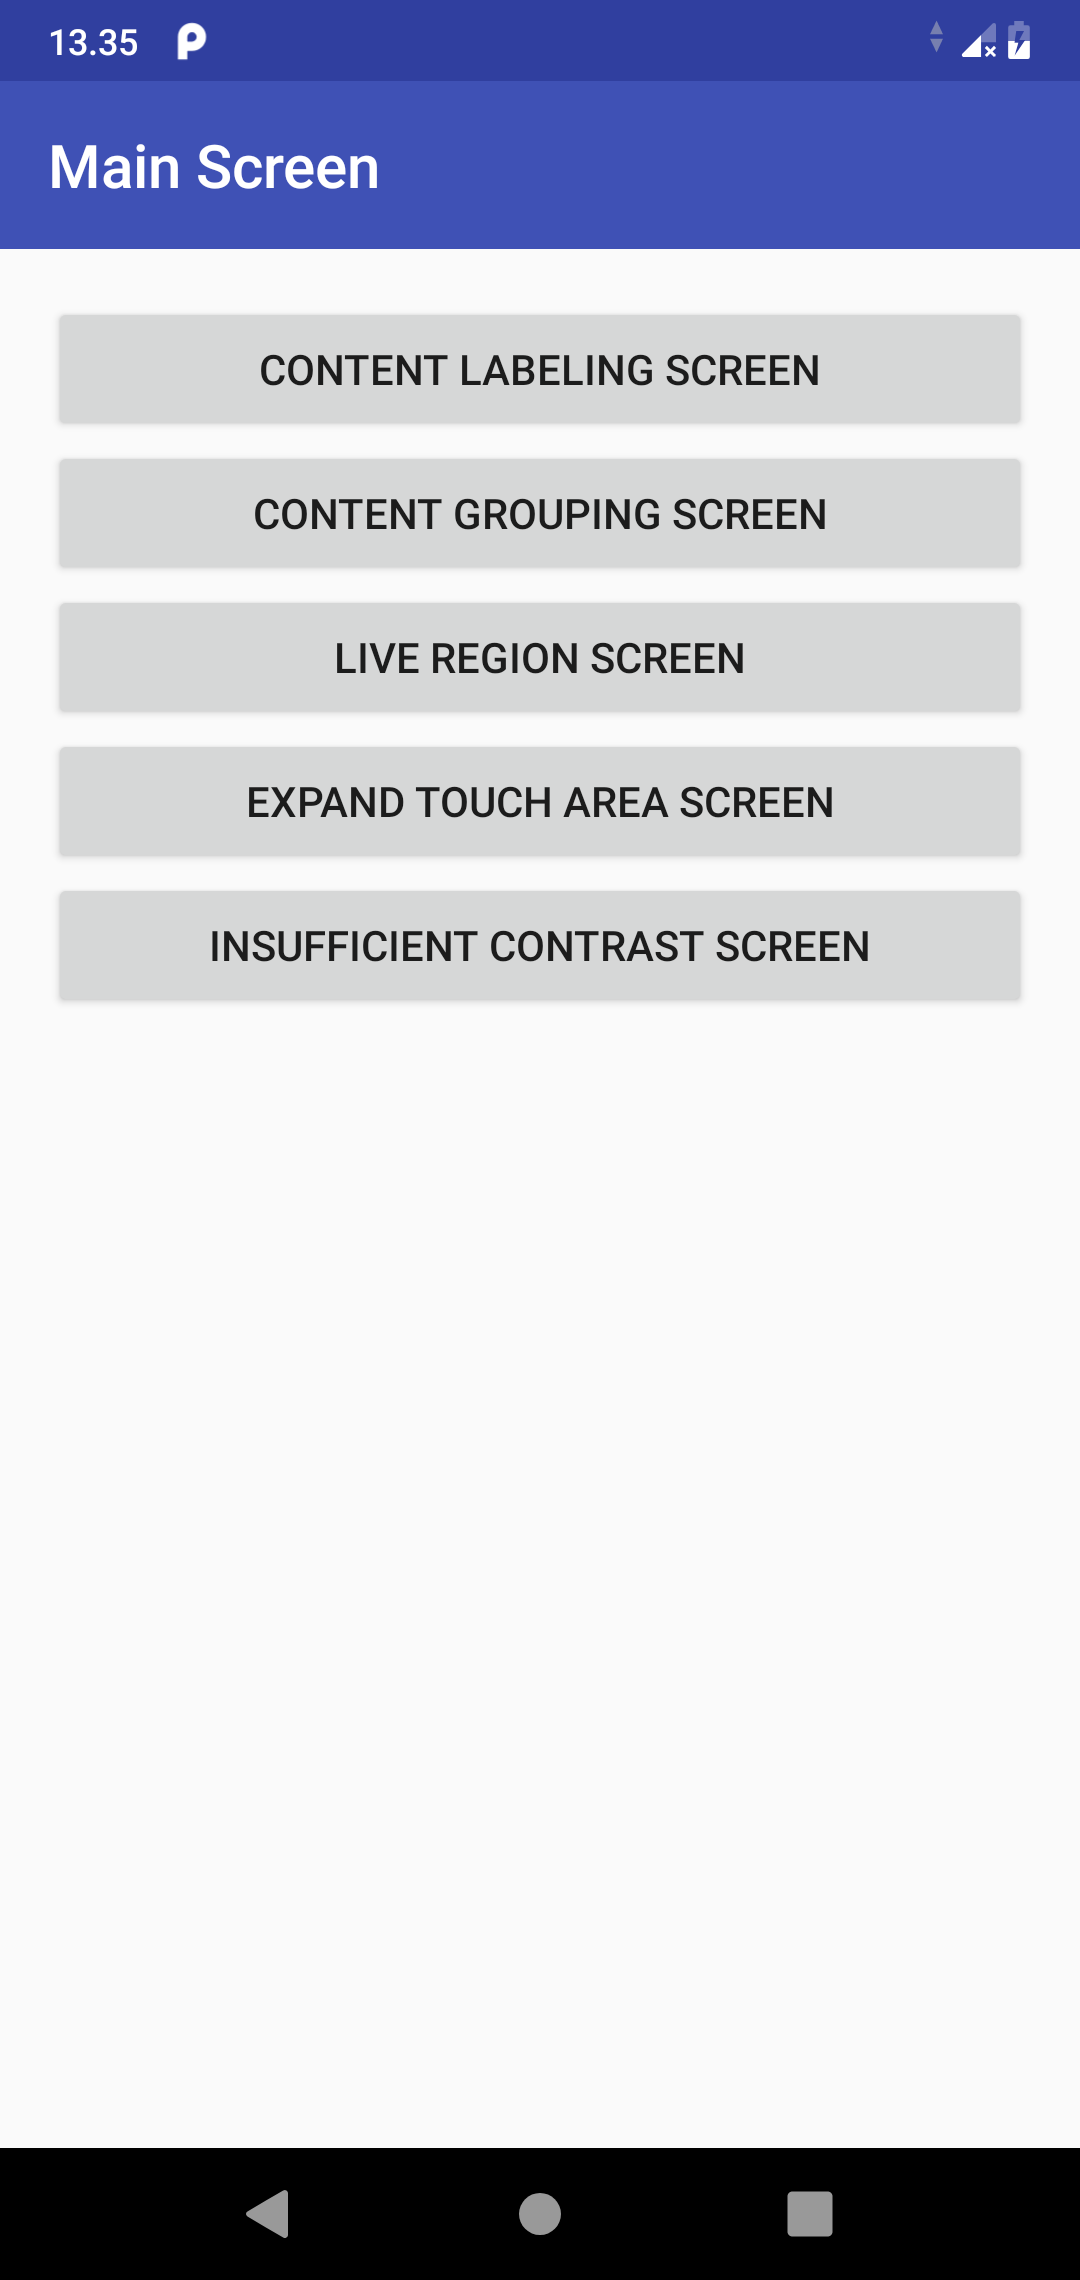 13.35
Main Screen
CONTENT LABELING SCREEN
CONTENT GROUPING SCREEN
LIVE REGION SCREEN
EXPAND TOUCH AREA SCREEN
INSUFFICIENT CONTRAST SCREEN